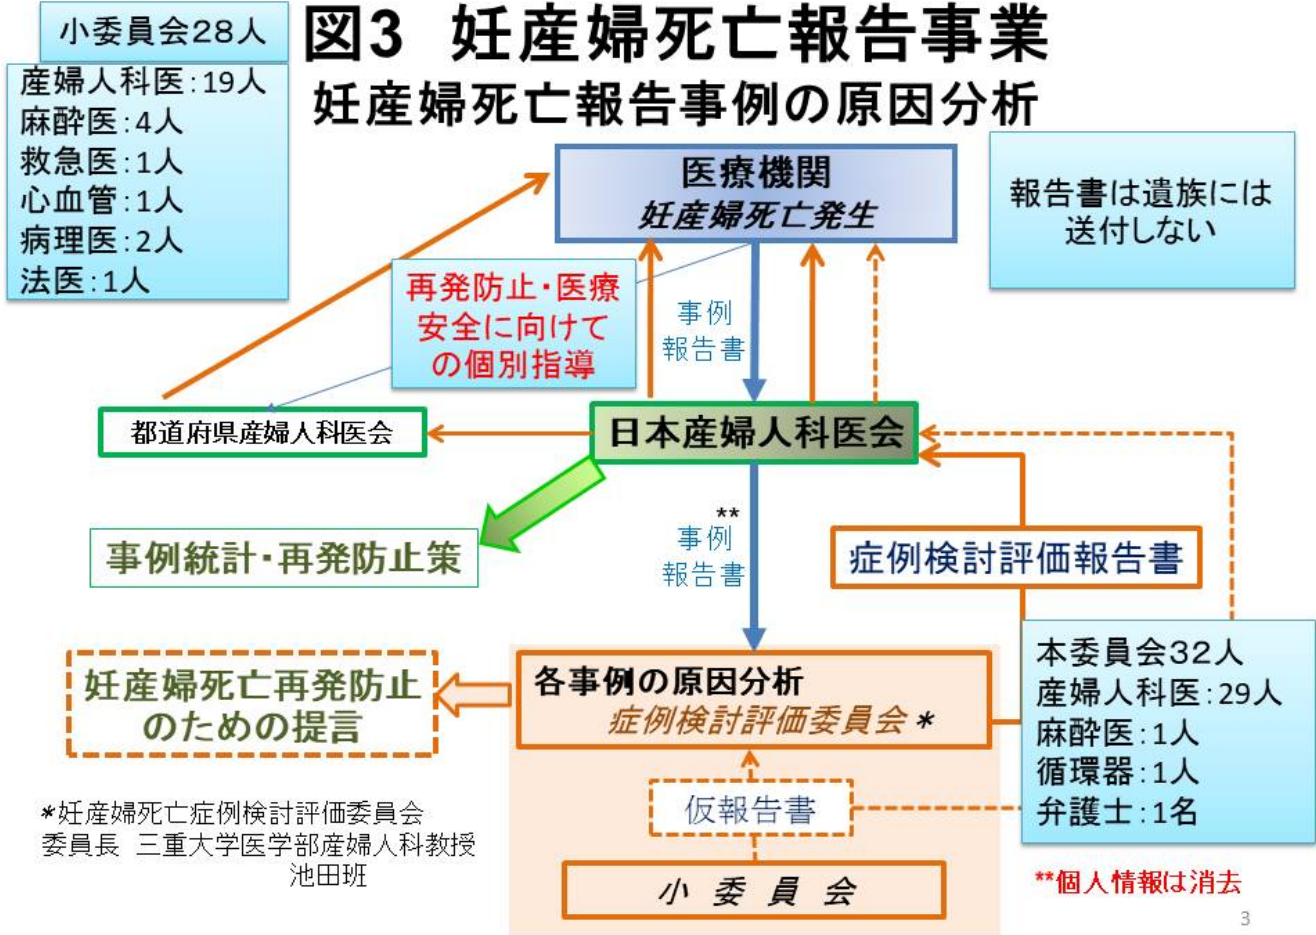 小委員会28人
図3 妊産婦死亡報告事業
妊産婦死亡報告事例の原因分析
産婦人科医:19人
麻酔医:4人
救急医:1人
心血管:1人
病理医:2人
法医:1人
医療機関
妊産婦死亡発生
報告書は遺族には
送付しない
再発防止・医療
安全に向けて
の個別指導
事例
報告書
都道府県産婦人科医会
日本産婦人科医会
**
事例
報告書
事例統計・再発防止策
症例検討評価報告書
妊産婦死亡再発防止
のための提言
各事例の原因分析
症例検討評価委員会*
本委員会32人
産婦人科医:29人
麻酔医:1人
循環器:1人
弁護士:1名
仮報告書
小委員会
*妊産婦死亡症例検討評価委員会
委員長 三重大学医学部産婦人科教授
池田班
**個人情報は消去
3